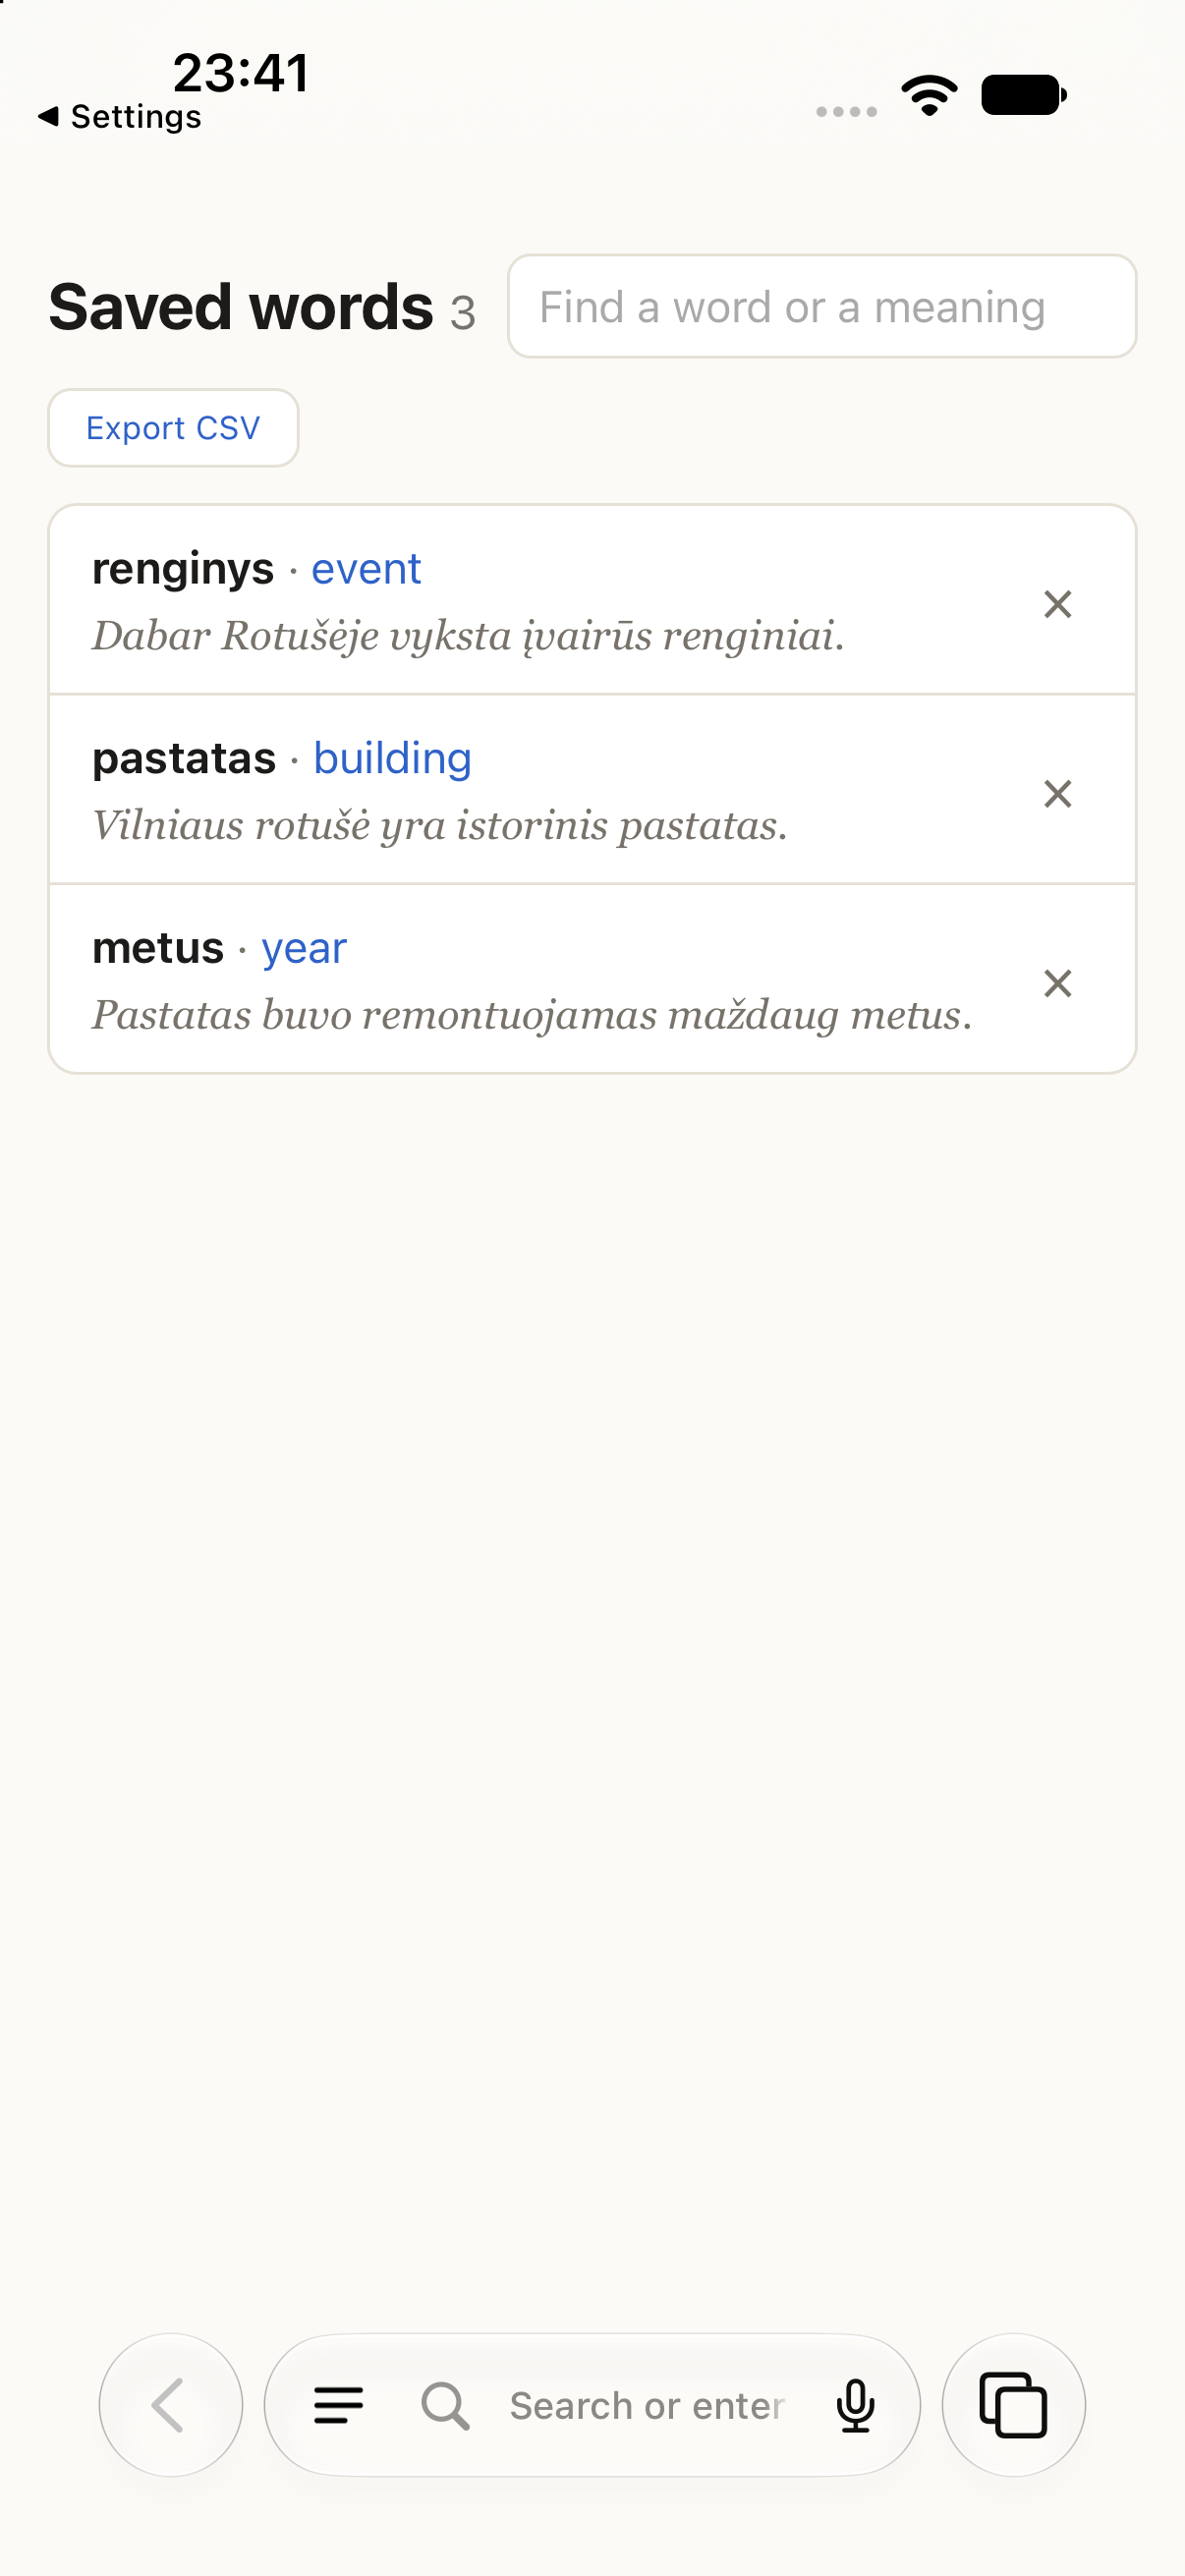 23:41
◀ Settings
Saved words 3
Find a word or a meaning
Export CSV
renginys · event
Dabar Rotušėje vyksta įvairūs renginiai.
×
pastatas · building
Vilniaus rotušė yra istorinis pastatas.
×
metus · year
Pastatas buvo remontuojamas maždaug metus.
×
Search or enter